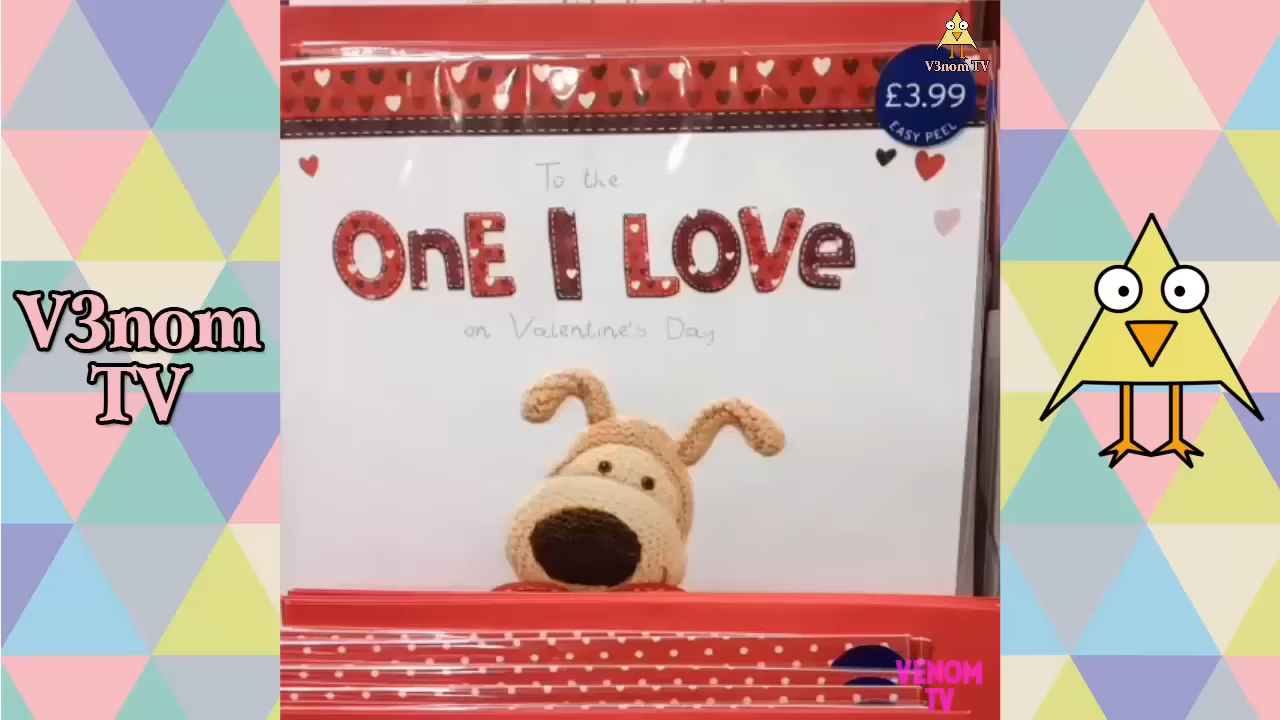 V3nom TV
£3.99
EASY PEEL
To the
OnE I LOVe
on Valentine's Day
V3nom
TV
VENOM
TV